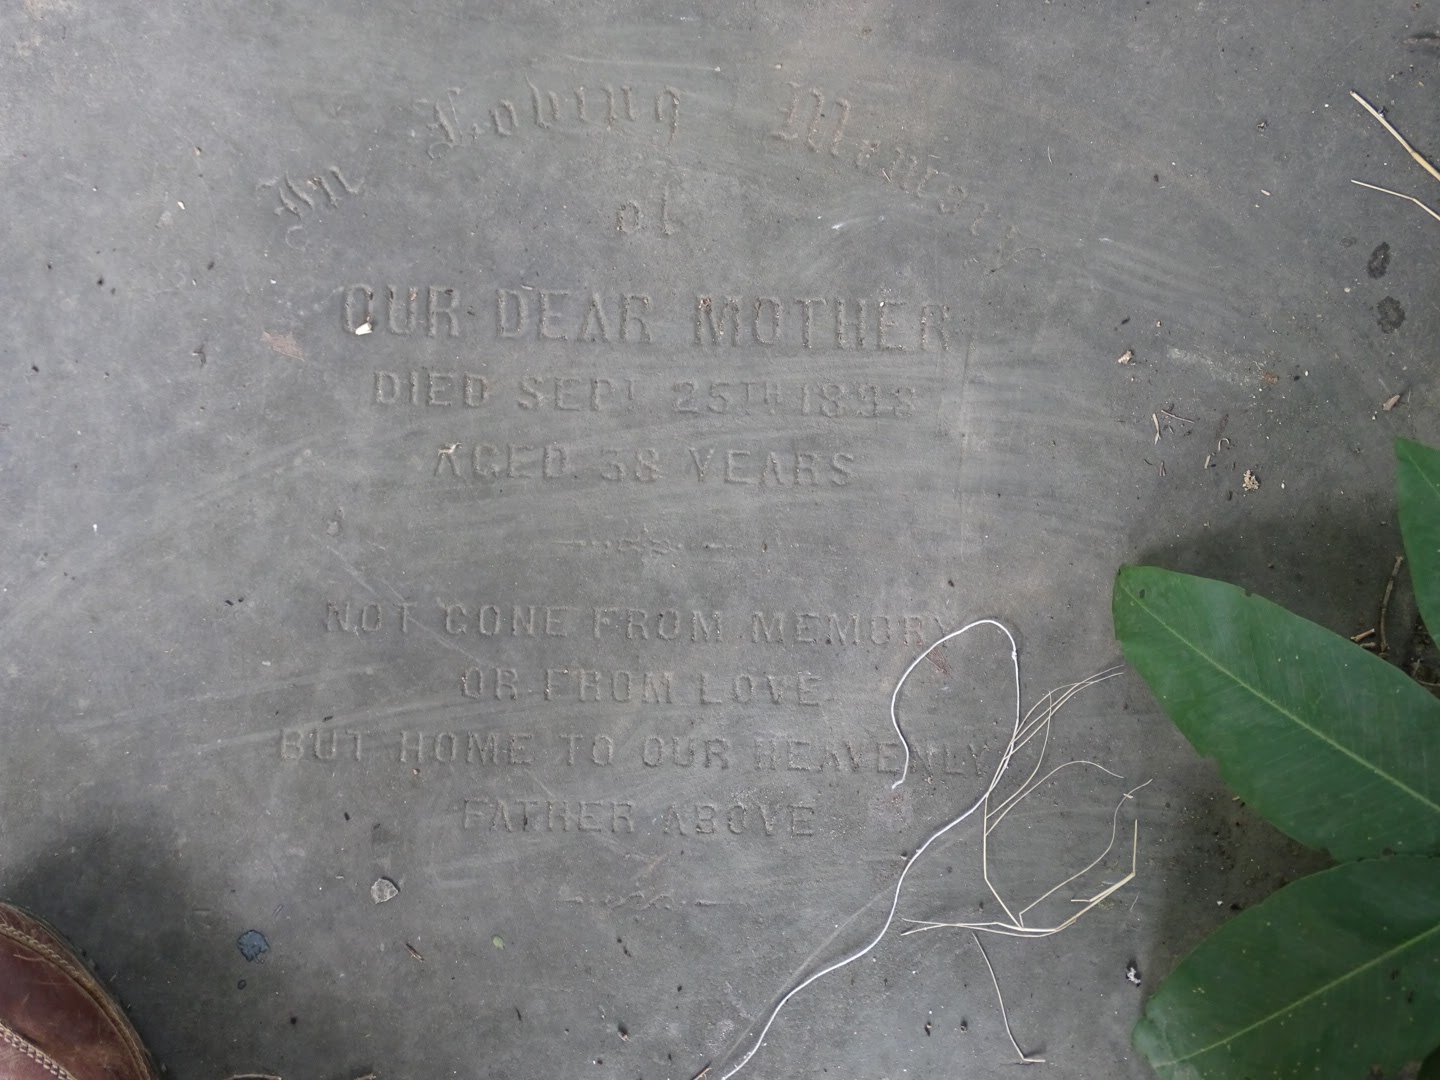 In Loving Memory
of
OUR DEAR MOTHER
DIED SEPT 25TH 1898
AGED 38 YEARS
NOT GONE FROM MEMORY
OR FROM LOVE
BUT HOME TO OUR HEAVENLY
FATHER ABOVE